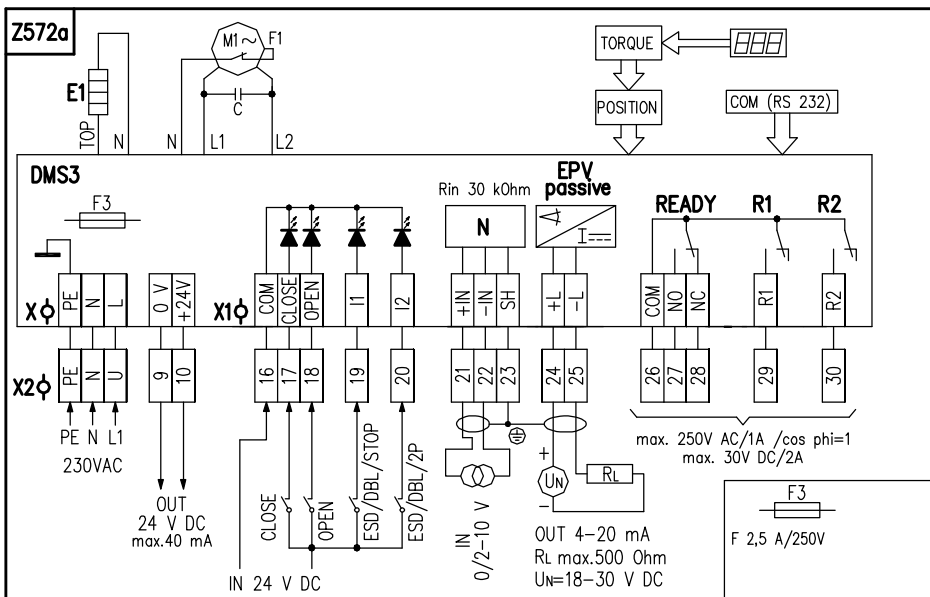 Z572a
M1~
F1
E1
C
TOP
N
N
L1
L2
TORQUE
POSITION
COM (RS 232)
DMS3
F3
Rin 30 kOhm
N
EPV
passive
I
READY
R1
R2
X
PE
N
L
0 V
+24V
X1
COM
CLOSE
OPEN
I1
I2
+IN
-IN
SH
+L
-L
COM
NO
NC
R1
R2
X2
PE
N
U
9
10
16
17
18
19
20
21
22
23
24
25
26
27
28
29
30
PE N L1
230VAC
OUT
24 V DC
max.40 mA
CLOSE
OPEN
ESD/DBL/STOP
ESD/DBL/2P
IN 24 V DC
IN
0/2-10 V
+
UN
-
RL
OUT 4-20 mA
RL max.500 Ohm
UN=18-30 V DC
max. 250V AC/1A /cos phi=1
max. 30V DC/2A
F3
F 2,5 A/250V